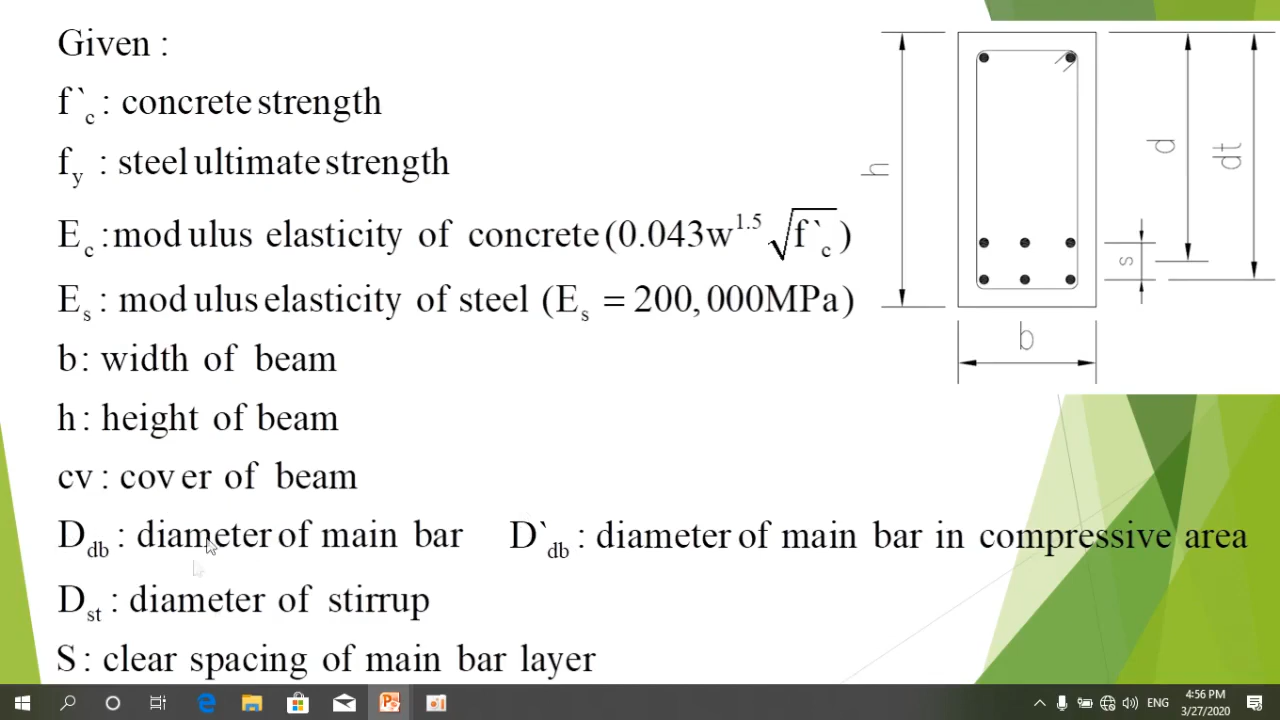 Given :
f`c : concrete strength
fy : steel ultimate strength
Ec : modulus elasticity of concrete (0.043w^1.5 √f`c )
Es : modulus elasticity of steel (Es = 200,000MPa)
b : width of beam
h : height of beam
cv : cover of beam
Ddb : diameter of main bar D`db : diameter of main bar in compressive area
Dst : diameter of stirrup
S : clear spacing of main bar layer
h
d
dt
s
b
ENG
4:56 PM
3/27/2020